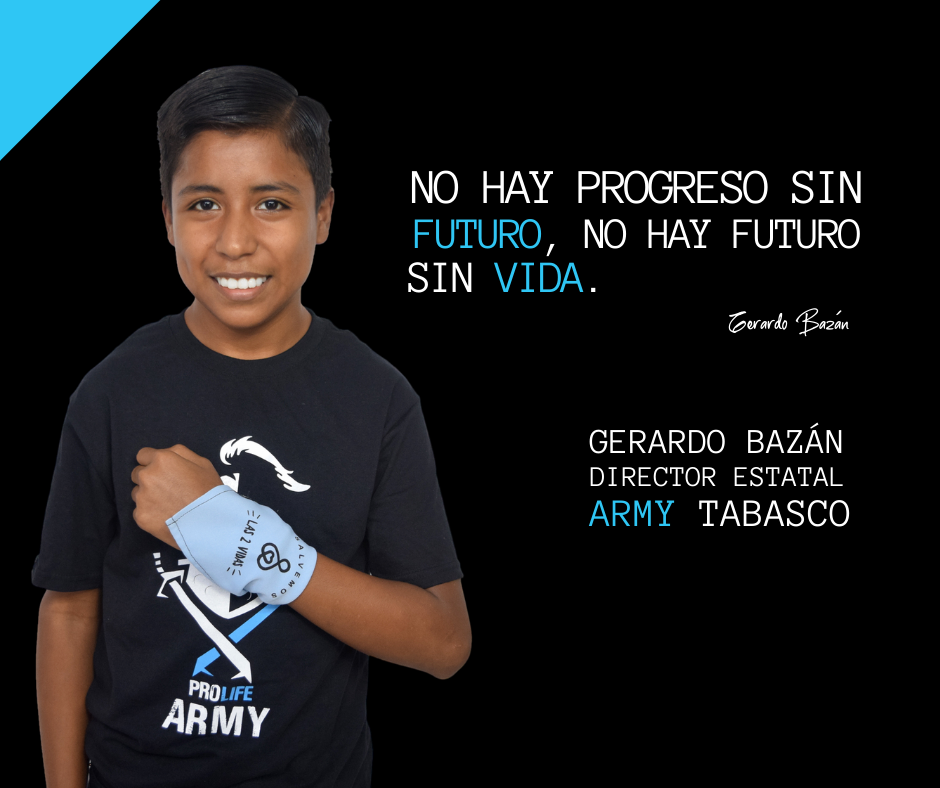 NO HAY PROGRESO SIN
FUTURO, NO HAY FUTURO
SIN VIDA.
Gerardo Bazán
GERARDO BAZÁN
DIRECTOR ESTATAL
ARMY TABASCO
SALVEMOS
¡LAS 2 VIDAS!
PROLIFE
ARMY